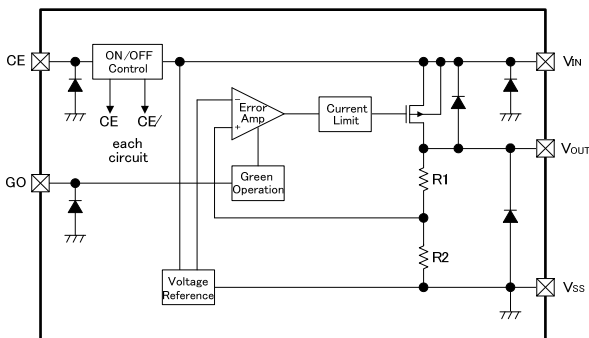 CE
ON/OFF
Control
VIN
CE
CE/
each
circuit
−
Error
Amp
+
Current
Limit
VOUT
GO
Green
Operation
R1
R2
Voltage
Reference
VSS